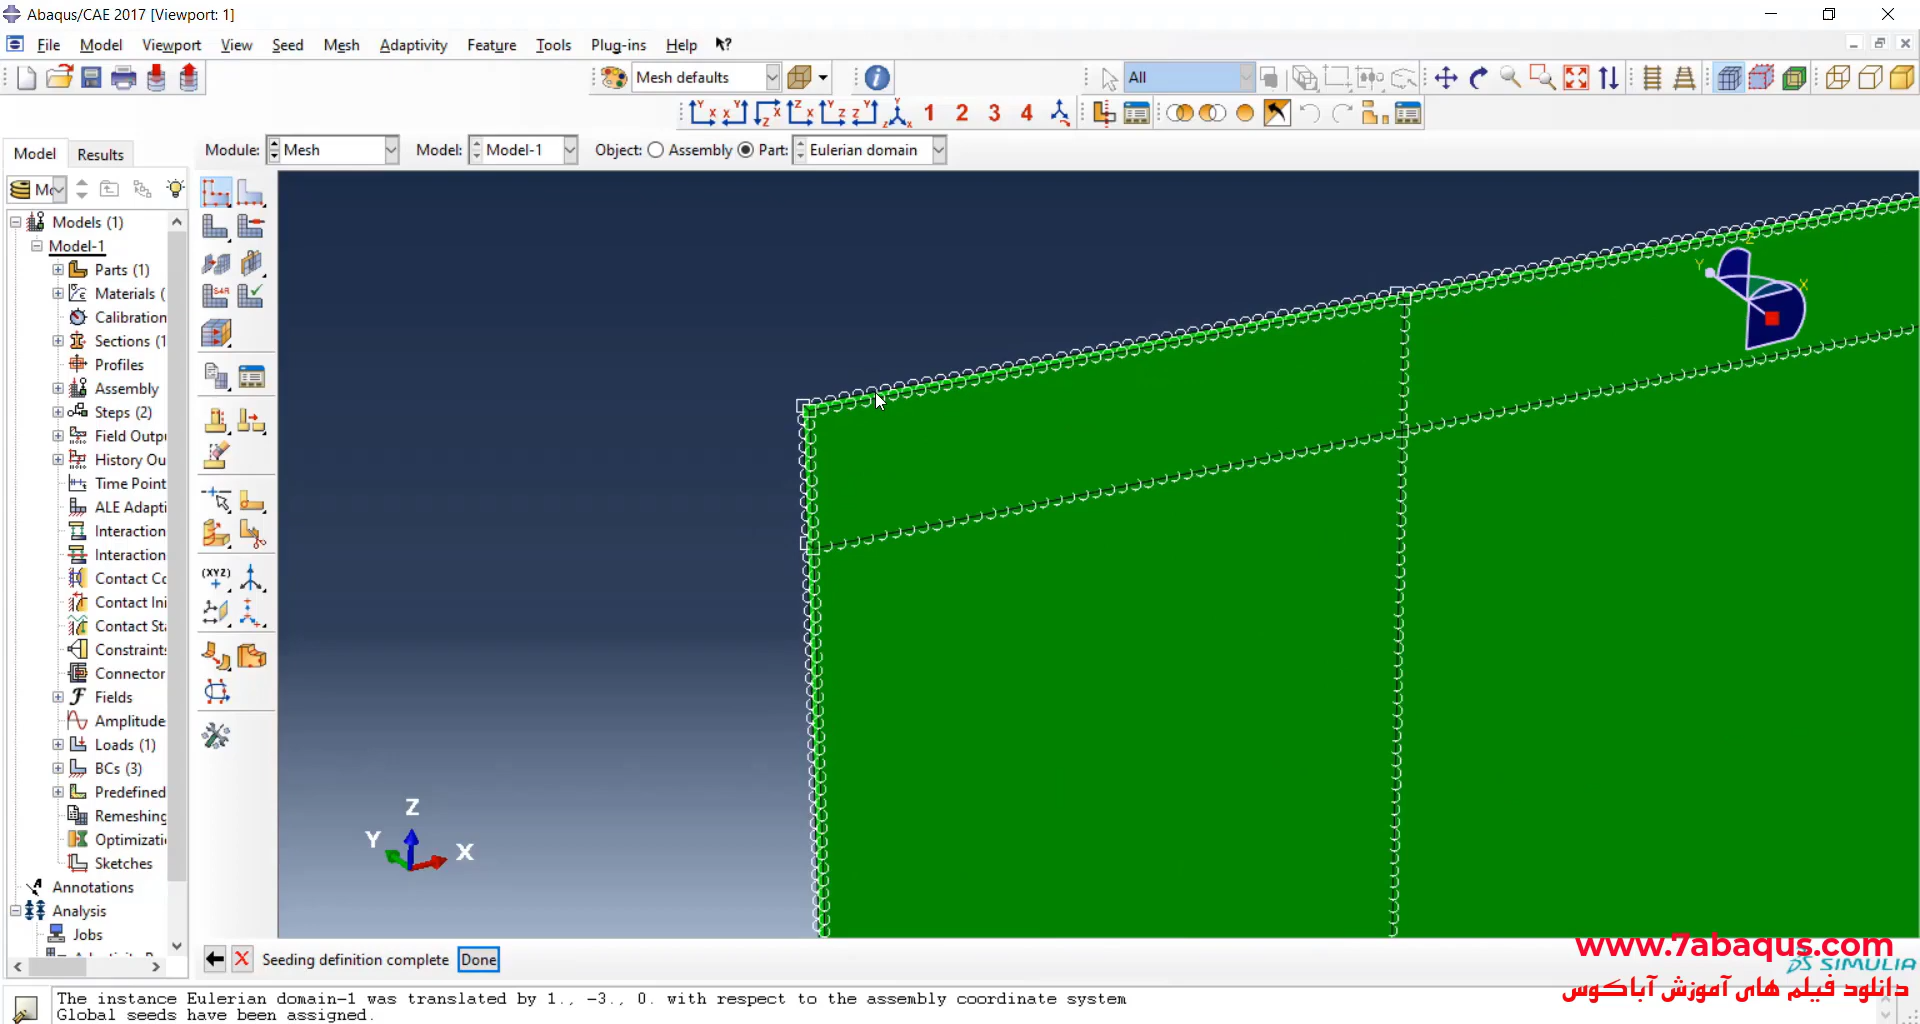 Abaqus/CAE 2017 [Viewport: 1]
File Model Viewport View Seed Mesh Adaptivity Feature Tools Plug-ins Help
Mesh defaults All
1 2 3 4
Model Results Module: Mesh Model: Model-1 Object: Assembly Part: Eulerian domain
Models (1)
Model-1
Parts (1)
Materials (
Calibration
Sections (1
Profiles
Assembly
Steps (2)
Field Outpu
History Ou
Time Point
ALE Adapti
Interaction
Interaction
Contact Co
Contact Ini
Contact Sta
Constraints
Connector
Fields
Amplitude
Loads (1)
BCs (3)
Predefined
Remeshing
Optimizatio
Sketches
Annotations
Analysis
Jobs
(XYZ)
Z
Y
X
Z
Y
X
Seeding definition complete Done
www.7abaqus.com
SIMULIA
دانلود فیلم های آموزش آباکوس
The instance Eulerian domain-1 was translated by 1., -3., 0. with respect to the assembly coordinate system
Global seeds have been assigned.